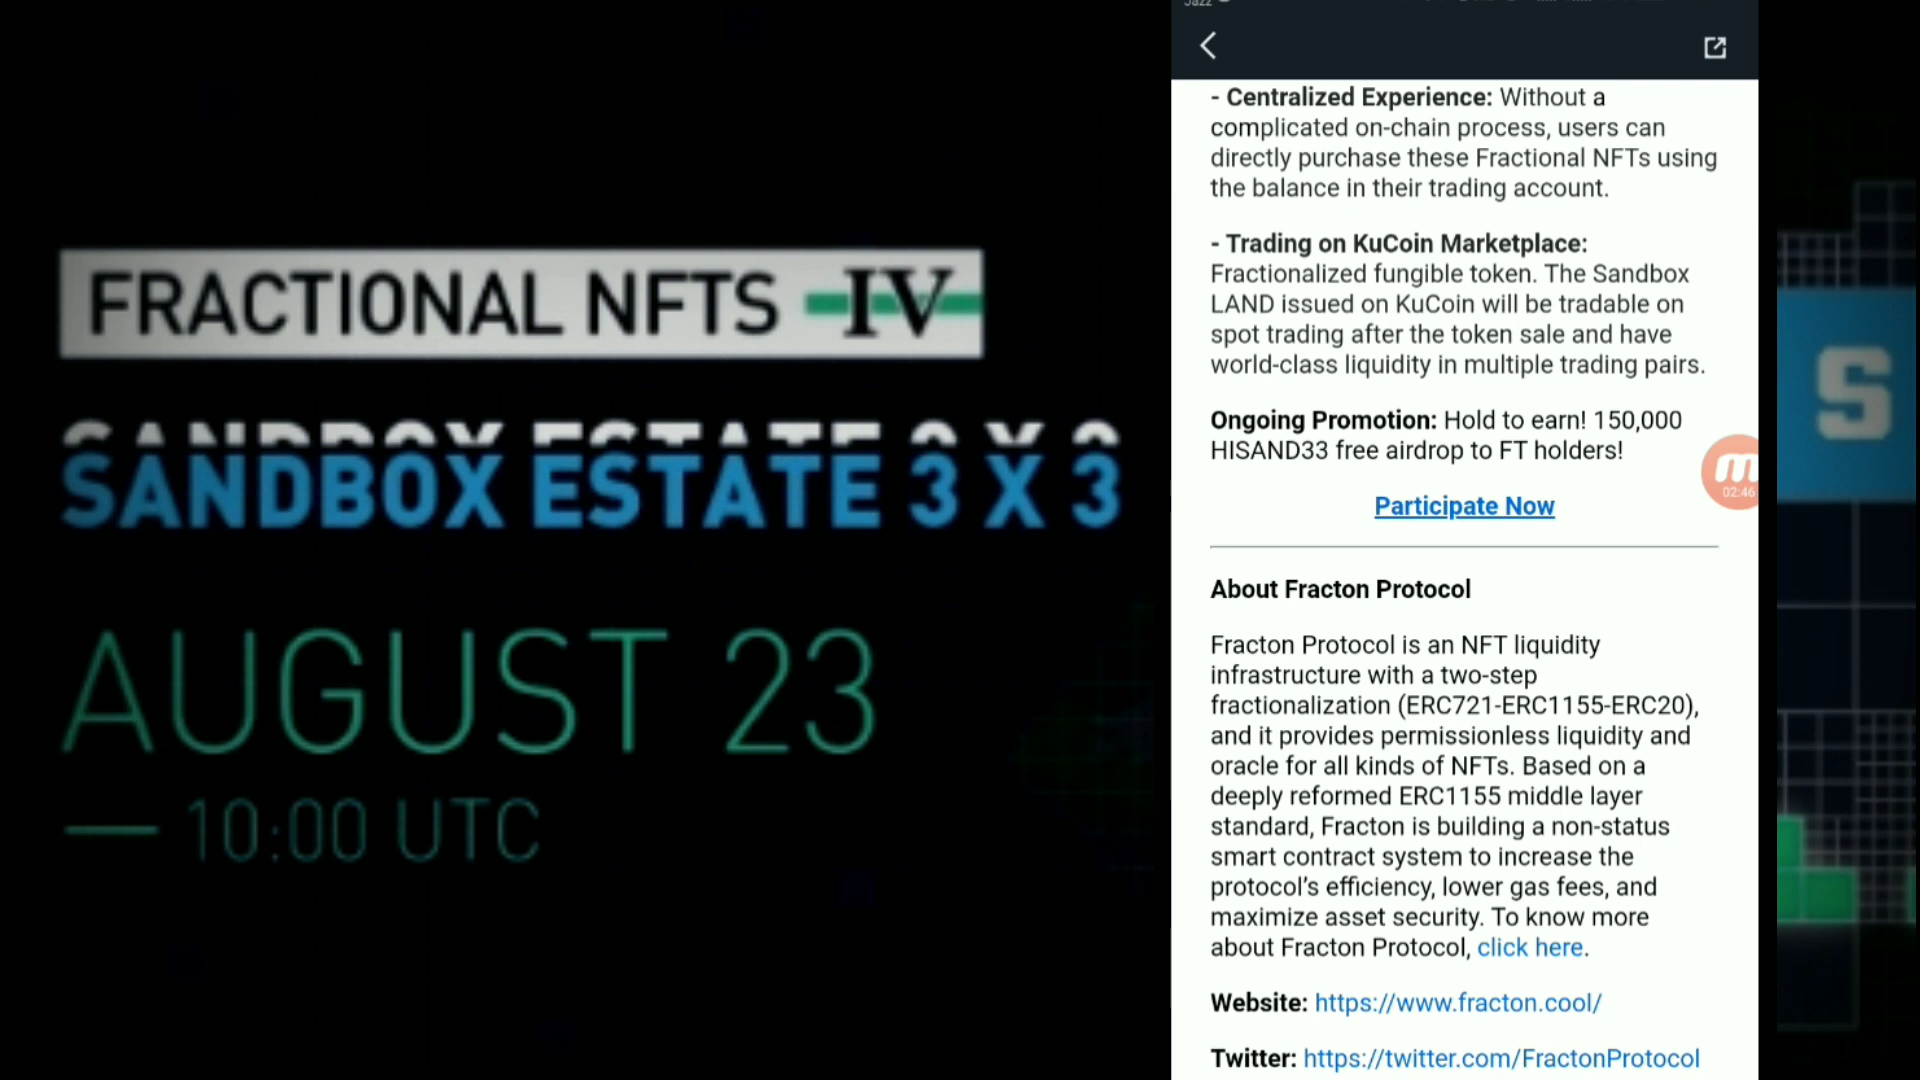 FRACTIONAL NFTS IV
SANDBOX ESTATE 3 X 3
AUGUST 23
10:00 UTC
Jazz
- Centralized Experience: Without a
complicated on-chain process, users can
directly purchase these Fractional NFTs using
the balance in their trading account.
- Trading on KuCoin Marketplace:
Fractionalized fungible token. The Sandbox
LAND issued on KuCoin will be tradable on
spot trading after the token sale and have
world-class liquidity in multiple trading pairs.
Ongoing Promotion: Hold to earn! 150,000
HISAND33 free airdrop to FT holders!
02:46
Participate Now
About Fracton Protocol
Fracton Protocol is an NFT liquidity
infrastructure with a two-step
fractionalization (ERC721-ERC1155-ERC20),
and it provides permissionless liquidity and
oracle for all kinds of NFTs. Based on a
deeply reformed ERC1155 middle layer
standard, Fracton is building a non-status
smart contract system to increase the
protocol’s efficiency, lower gas fees, and
maximize asset security. To know more
about Fracton Protocol, click here.
Website: https://www.fracton.cool/
Twitter: https://twitter.com/FractonProtocol
S